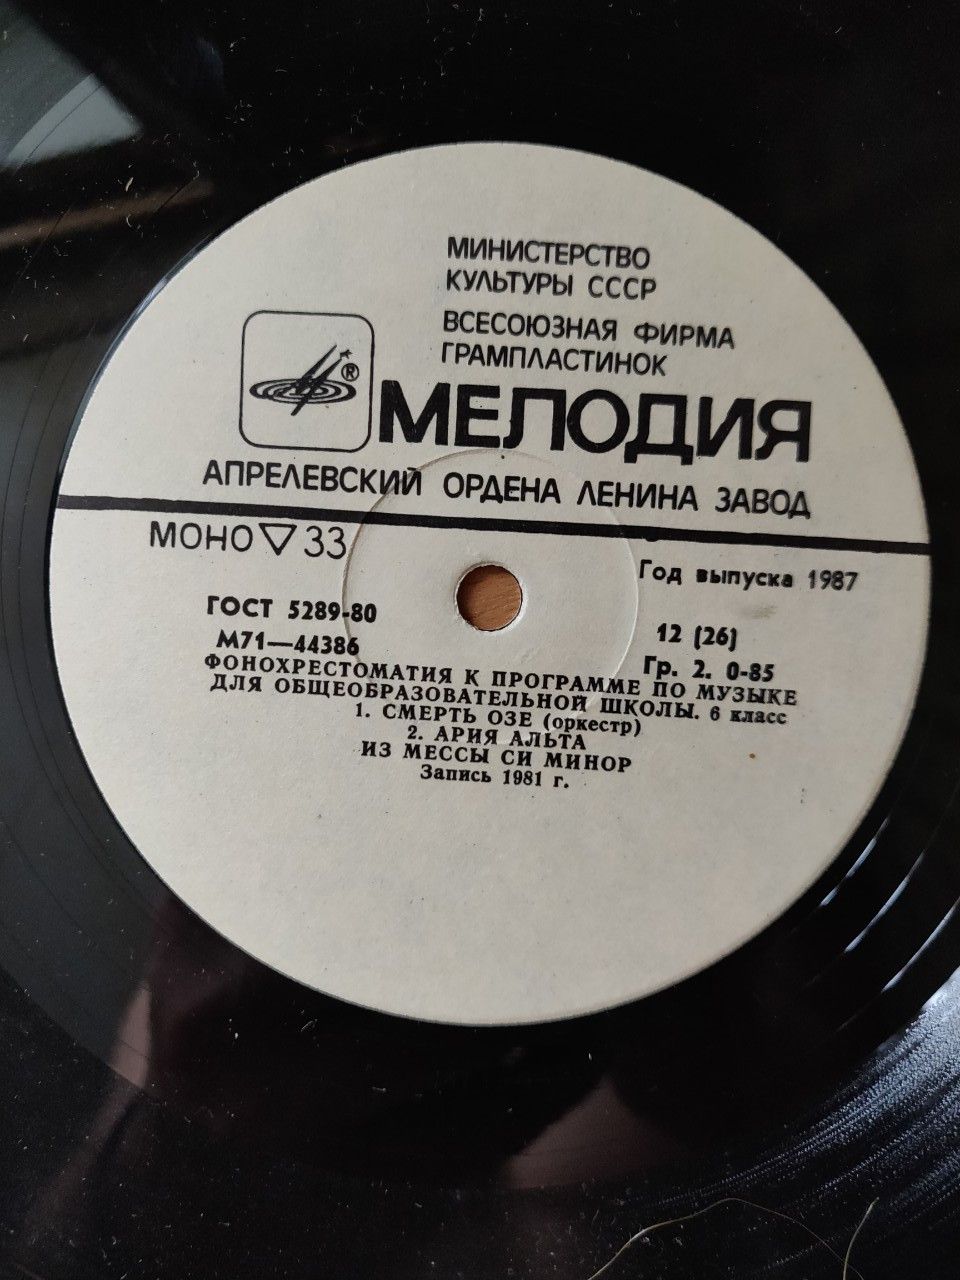 МИНИСТЕРСТВО
КУЛЬТУРЫ СССР
ВСЕСОЮЗНАЯ ФИРМА
ГРАМПЛАСТИНОК
®
МЕЛОДИЯ
АПРЕЛЕВСКИЙ ОРДЕНА ЛЕНИНА ЗАВОД
МОНО ▽ 33
Год выпуска 1987
ГОСТ 5289-80
12 (26)
М71—44386
Гр. 2. 0-85
ФОНОХРЕСТОМАТИЯ К ПРОГРАММЕ ПО МУЗЫКЕ
ДЛЯ ОБЩЕОБРАЗОВАТЕЛЬНОЙ ШКОЛЫ. 6 класс
1. СМЕРТЬ ОЗЕ (оркестр)
2. АРИЯ АЛЬТА
ИЗ МЕССЫ СИ МИНОР
Запись 1981 г.